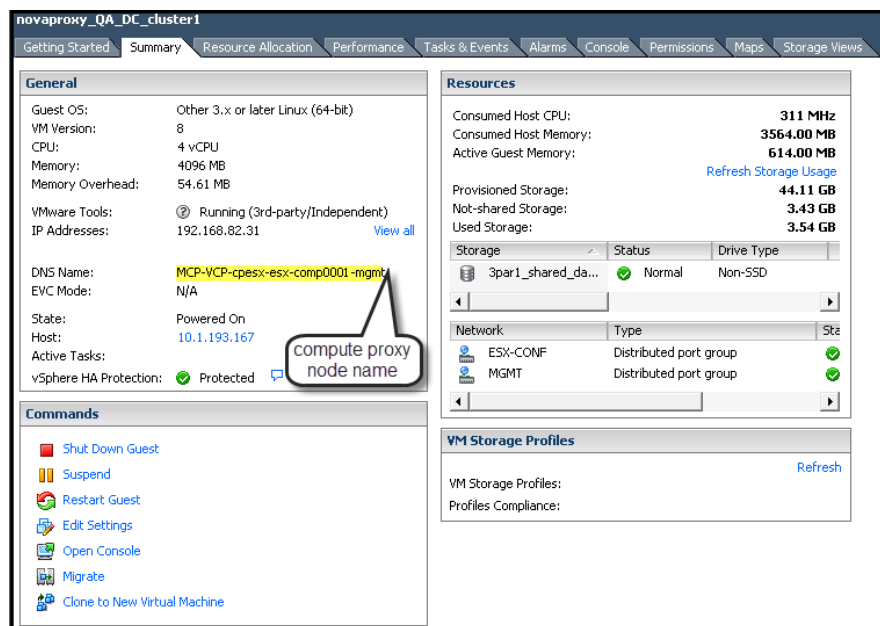 novaproxy_QA_DC_cluster1
Getting Started Summary Resource Allocation Performance Tasks & Events Alarms Console Permissions Maps Storage Views
General
Guest OS: Other 3.x or later Linux (64-bit)
VM Version: 8
CPU: 4 vCPU
Memory: 4096 MB
Memory Overhead: 54.61 MB
VMware Tools: Running (3rd-party/Independent)
IP Addresses: 192.168.82.31 View all
DNS Name: MCP-VCP-cpesx-esx-comp0001-mgmt
EVC Mode: N/A
State: Powered On
Host: 10.1.193.167
Active Tasks:
vSphere HA Protection: Protected
compute proxy
node name
Commands
Shut Down Guest
Suspend
Restart Guest
Edit Settings
Open Console
Migrate
Clone to New Virtual Machine
Resources
Consumed Host CPU: 311 MHz
Consumed Host Memory: 3564.00 MB
Active Guest Memory: 614.00 MB
Refresh Storage Usage
Provisioned Storage: 44.11 GB
Not-shared Storage: 3.43 GB
Used Storage: 3.54 GB
Storage Status Drive Type
3par1_shared_da... Normal Non-SSD
Network Type Sta
ESX-CONF Distributed port group
MGMT Distributed port group
VM Storage Profiles
Refresh
VM Storage Profiles:
Profiles Compliance: